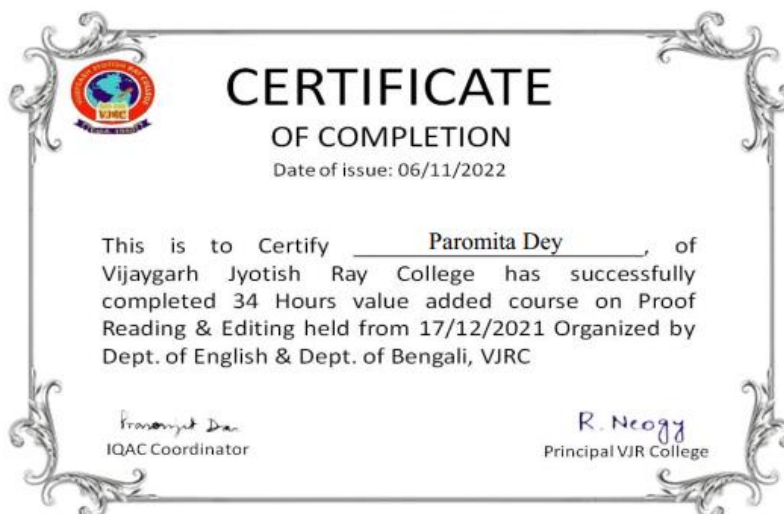 VJRC
CERTIFICATE
OF COMPLETION
Date of issue: 06/11/2022
This is to Certify Paromita Dey, of
Vijaygarh Jyotish Ray College has successfully
completed 34 Hours value added course on Proof
Reading & Editing held from 17/12/2021 Organized by
Dept. of English & Dept. of Bengali, VJRC
R. Neogy
IQAC Coordinator
Principal VJR College